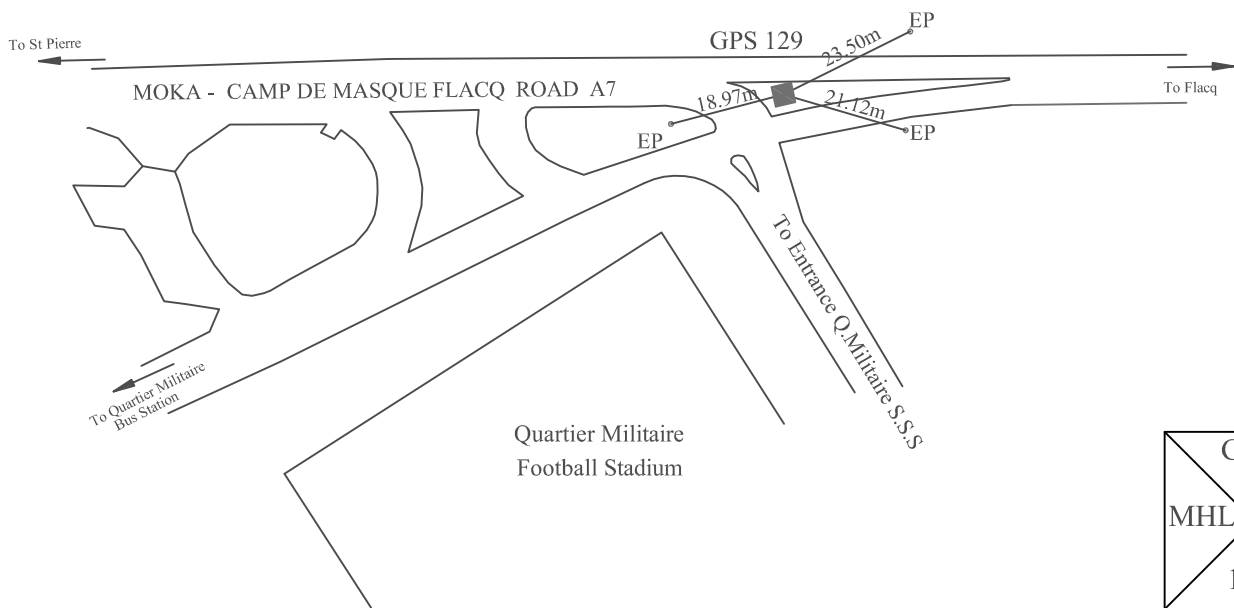 EP
To St Pierre
GPS 129
23.50m
MOKA - CAMP DE MASQUE FLACQ ROAD A7
To Flacq
18.97m
21.12m
EP
EP
To Entrance Q.Militaire S.S.S
To Quartier Militaire
Bus Station
Quartier Militaire
Football Stadium
MHL